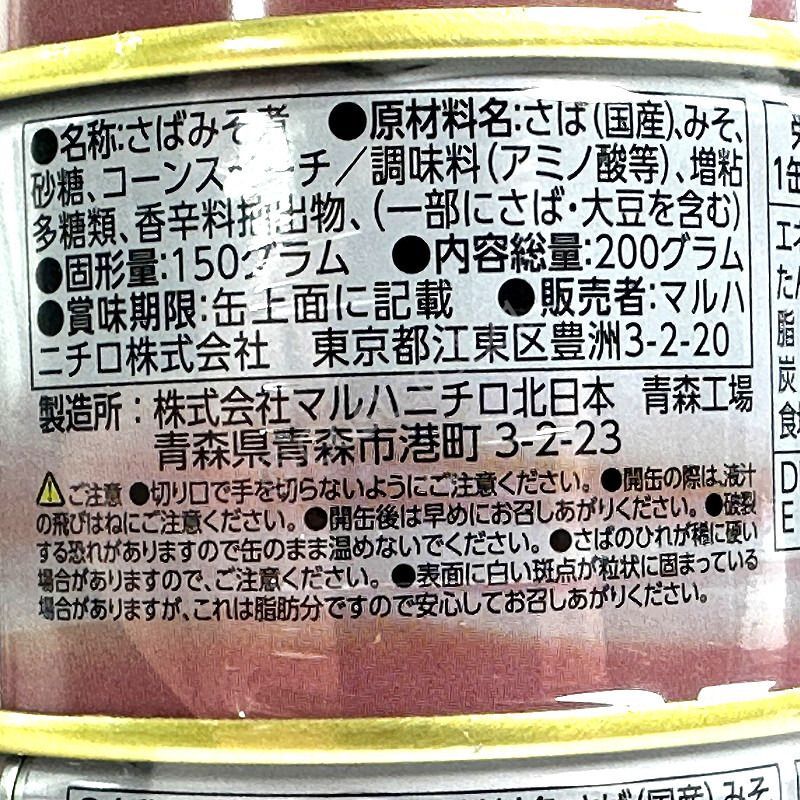 ●名称:さばみそ煮 ●原材料名:さば(国産)、みそ、
砂糖、コーンスターチ/調味料(アミノ酸等)、増粘
多糖類、香辛料抽出物、(一部にさば・大豆を含む)
●固形量:150グラム ●内容総量:200グラム
●賞味期限:缶上面に記載 ●販売者:マルハ
ニチロ株式会社 東京都江東区豊洲3-2-20
製造所:株式会社マルハニチロ北日本 青森工場
青森県青森市港町3-2-23
ご注意 ●切り口で手を切らないようにご注意ください。●開缶の際は、液汁
の飛びはねにご注意ください。●開缶後は早めにお召しあがりください。●破裂
する恐れがありますので缶のまま温めないでください。●さばのひれが稀に硬い
場合がありますので、ご注意ください。●表面に白い斑点が粒状に固まっている
場合がありますが、これは脂肪分ですので安心してお召しあがりください。
1缶
エネ
たん
脂
炭
食
D
E
(国産)、みそ